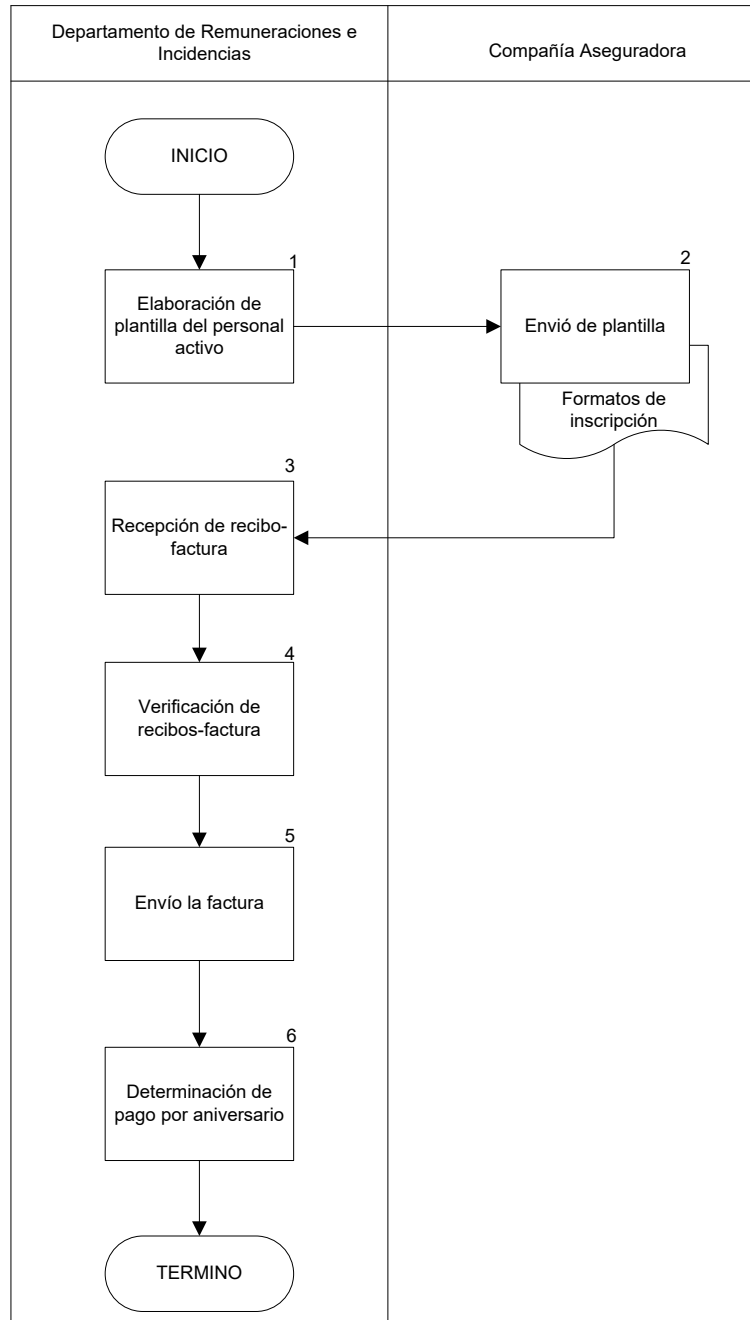 Departamento de Remuneraciones e
Incidencias
Compañía Aseguradora
INICIO
1
Elaboración de
plantilla del personal
activo
2
Envió de plantilla
Formatos de
inscripción
3
Recepción de recibo-
factura
4
Verificación de
recibos-factura
5
Envío la factura
6
Determinación de
pago por aniversario
TERMINO